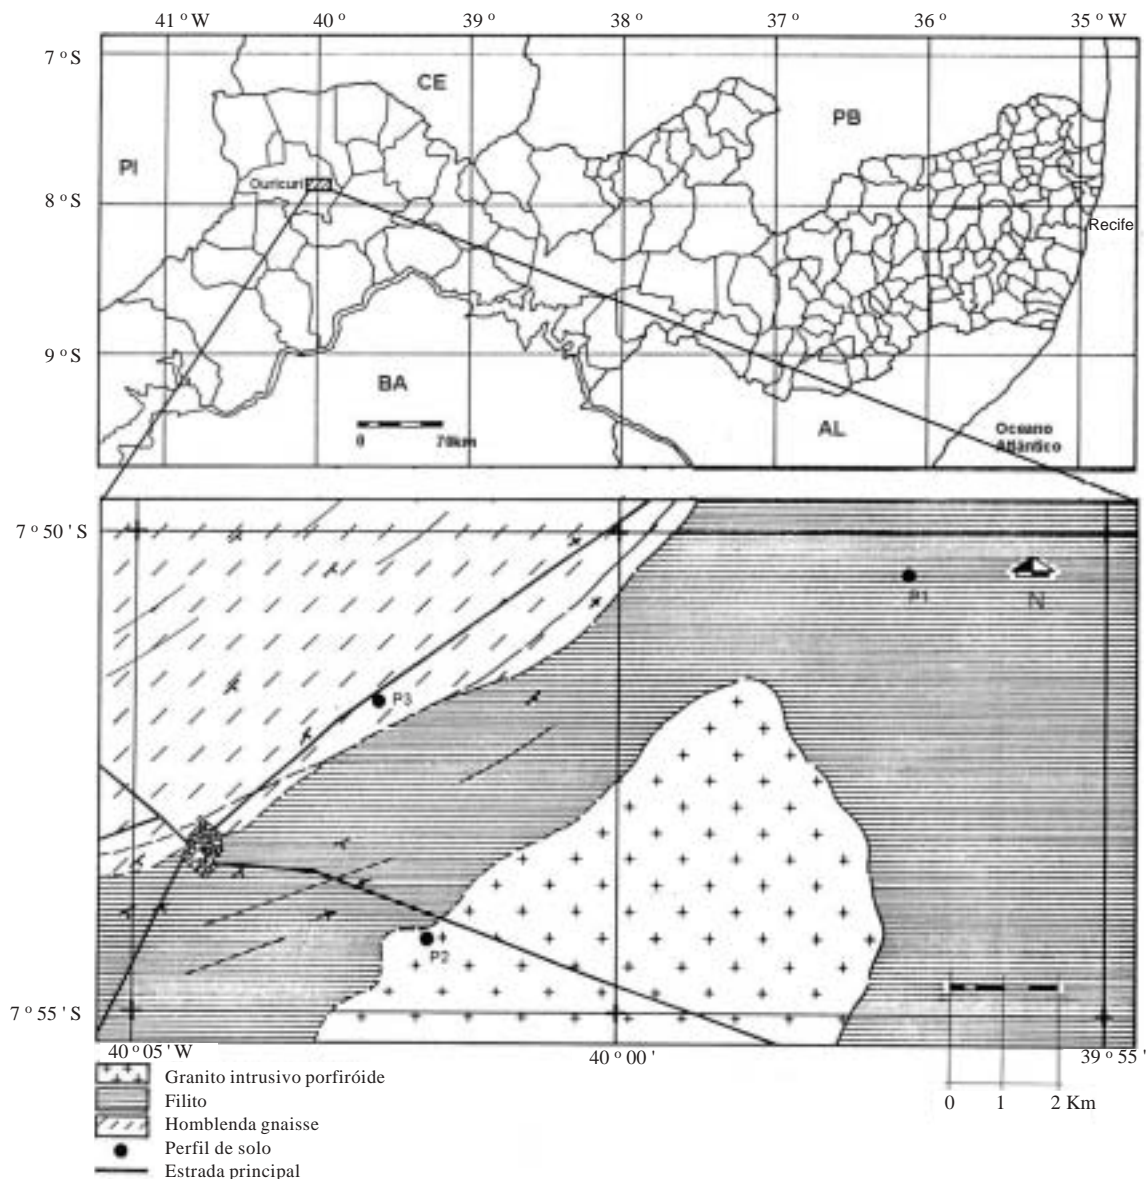 41 º W 40 º 39 º 38 º 37 º 36 º 35 º W
7 º S
CE
PB
PI
Ouricuri
8 º S
Recife
9 º S
BA
0 70km
AL
Oceano
Atlântico
7 º 50 ' S
P1
N
P3
P2
7 º 55 ' S
40 º 05 ' W 40 º 00 ' 39 º 55 '
Granito intrusivo porfiróide
Filito
Homblenda gnaisse
Perfil de solo
Estrada principal
0 1 2 Km